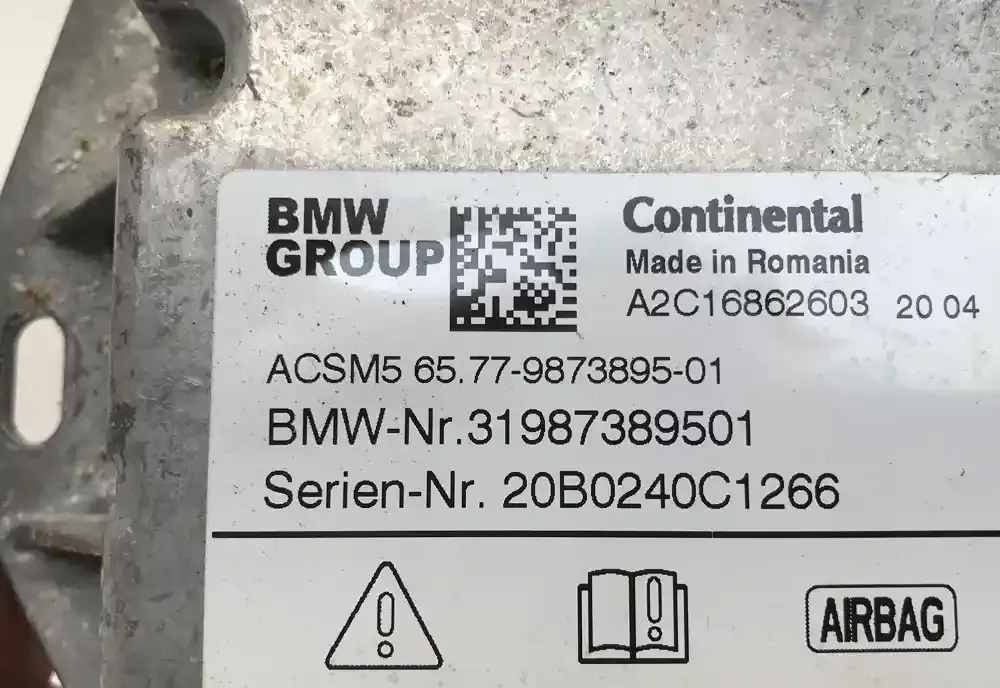 BMW
GROUP
Continental
Made in Romania
A2C16862603 20 04
ACSM5 65.77-9873895-01
BMW-Nr.31987389501
Serien-Nr. 20B0240C1266
AIRBAG